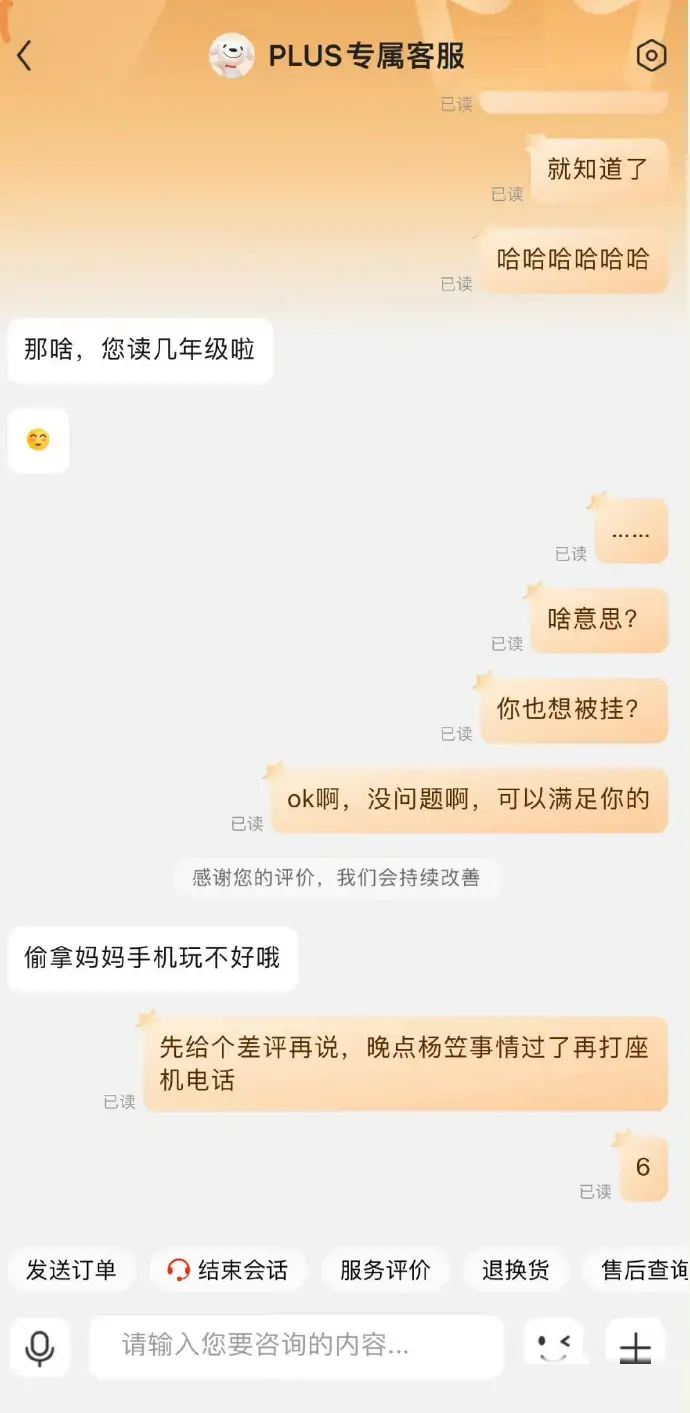 PLUS专属客服
已读
就知道了
已读
哈哈哈哈哈哈
已读
那啥，您读几年级啦
......
已读
啥意思？
已读
你也想被挂？
已读
ok啊，没问题啊，可以满足你的
已读
感谢您的评价，我们会持续改善
偷拿妈妈手机玩不好哦
先给个差评再说，晚点杨笠事情过了再打座
机电话
已读
6
已读
发送订单
结束会话
服务评价
退换货
售后查询
请输入您要咨询的内容...